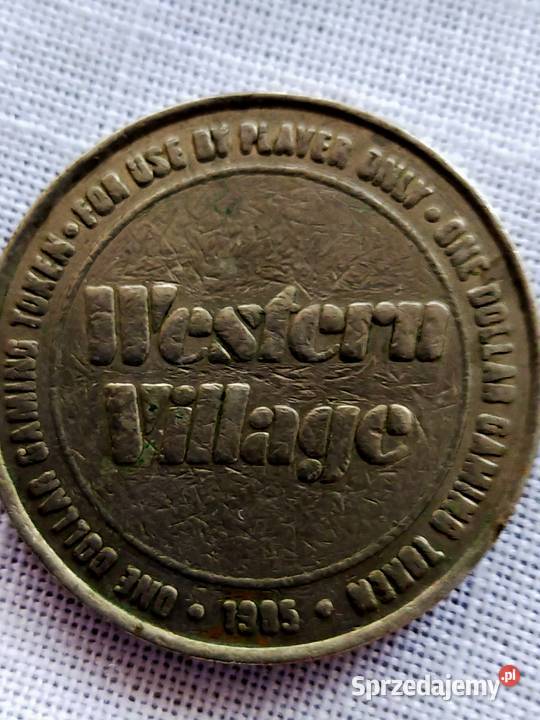 FOR USE BY PLAYER ONLY • ONE DOLLAR GAMING TOKEN • 1985 • ONE DOLLAR GAMING TOKEN •
Western
Village
Sprzedajemy.pl